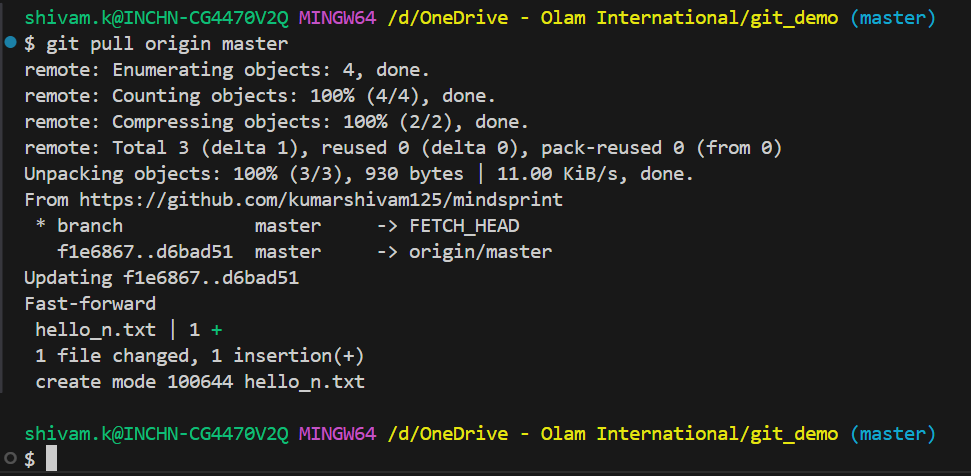 shivam.k@INCHN-CG4470V2Q MINGW64 /d/OneDrive - Olam International/git_demo (master)
$ git pull origin master
remote: Enumerating objects: 4, done.
remote: Counting objects: 100% (4/4), done.
remote: Compressing objects: 100% (2/2), done.
remote: Total 3 (delta 1), reused 0 (delta 0), pack-reused 0 (from 0)
Unpacking objects: 100% (3/3), 930 bytes | 11.00 KiB/s, done.
From https://github.com/kumarshivam125/mindsprint
 * branch            master     -> FETCH_HEAD
   f1e6867..d6bad51  master     -> origin/master
Updating f1e6867..d6bad51
Fast-forward
 hello_n.txt | 1 +
 1 file changed, 1 insertion(+)
 create mode 100644 hello_n.txt

shivam.k@INCHN-CG4470V2Q MINGW64 /d/OneDrive - Olam International/git_demo (master)
$